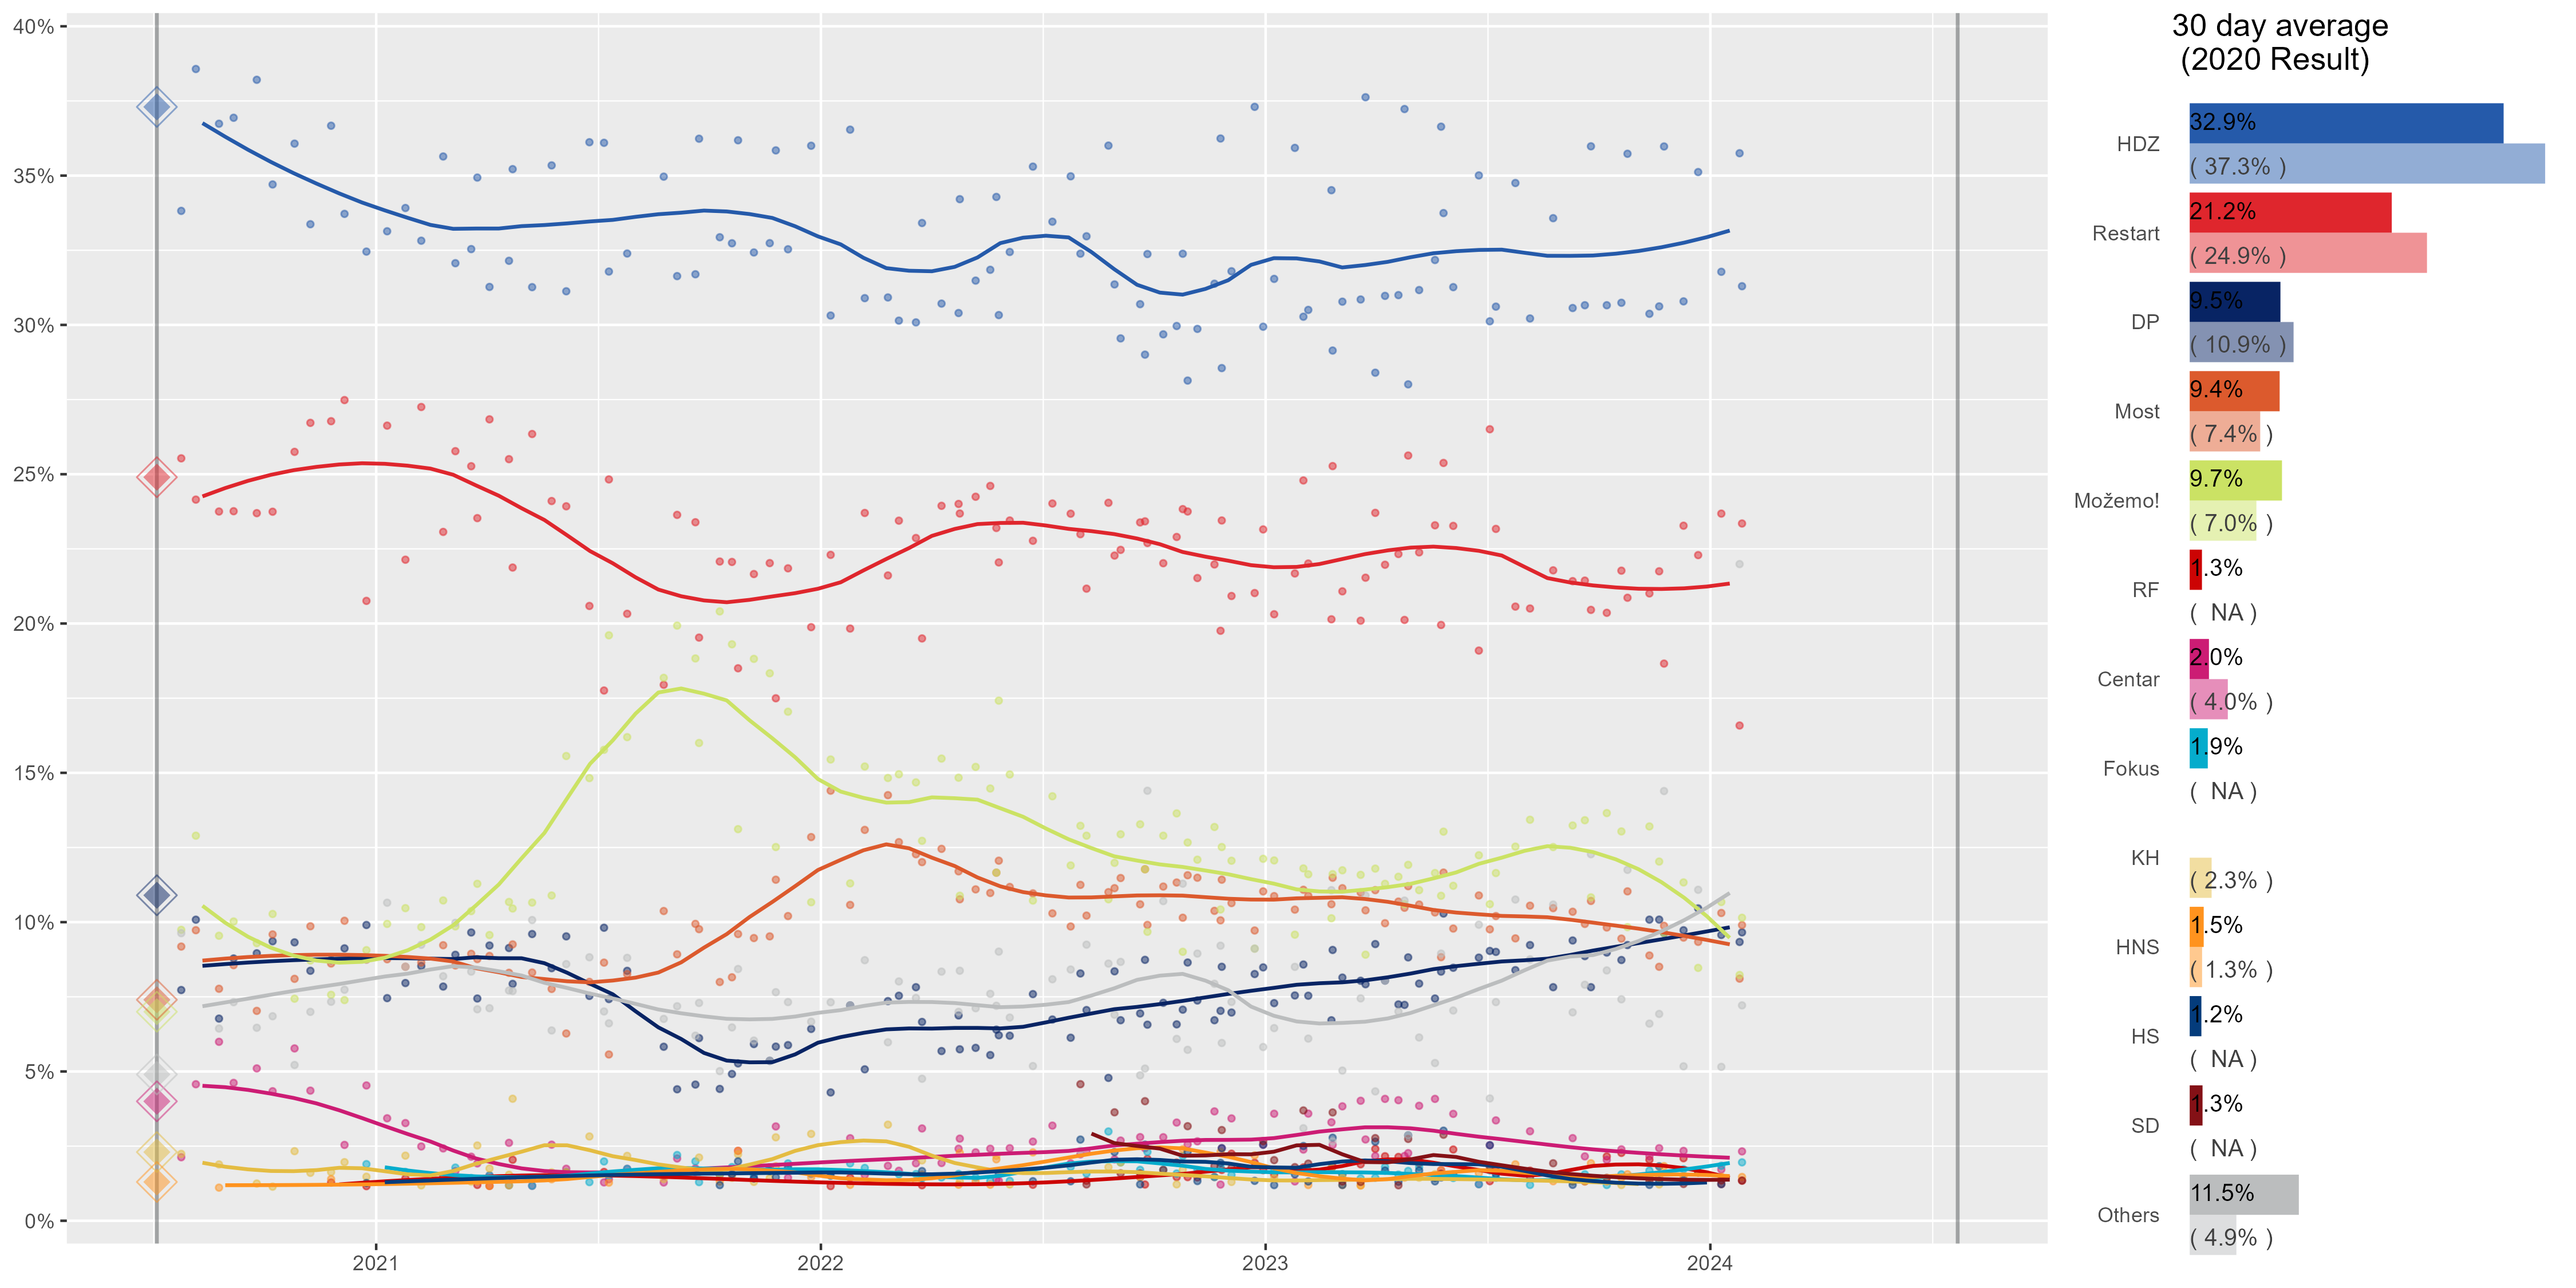 40%
35%
30%
25%
20%
15%
10%
5%
0%
2021
2022
2023
2024
30 day average
(2020 Result)
HDZ
32.9%
( 37.3% )
Restart
21.2%
( 24.9% )
DP
9.5%
( 10.9% )
Most
9.4%
( 7.4% )
Možemo!
9.7%
( 7.0% )
RF
1.3%
( NA )
Centar
2.0%
( 4.0% )
Fokus
1.9%
( NA )
KH
( 2.3% )
HNS
1.5%
( 1.3% )
HS
1.2%
( NA )
SD
1.3%
( NA )
Others
11.5%
( 4.9% )